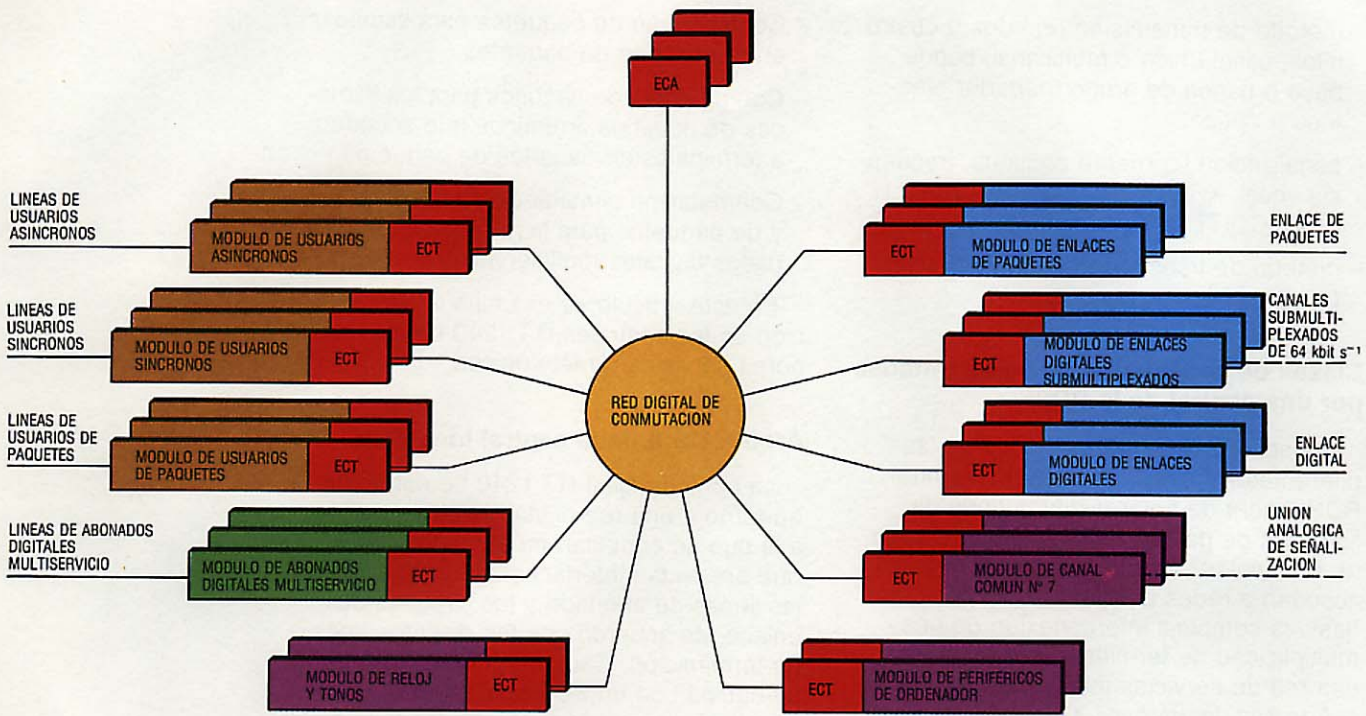 ECA
LINEAS DE
USUARIOS
ASINCRONOS
MODULO DE USUARIOS
ASINCRONOS
ECT
LINEAS DE
USUARIOS
SINCRONOS
MODULO DE USUARIOS
SINCRONOS
ECT
LINEAS DE
USUARIOS DE
PAQUETES
MODULO DE USUARIOS
DE PAQUETES
ECT
LINEAS DE ABONADOS
DIGITALES
MULTISERVICIO
MODULO DE ABONADOS
DIGITALES MULTISERVICIO
ECT
MODULO DE RELOJ
Y TONOS
ECT
RED DIGITAL DE
CONMUTACION
ECT
MODULO DE ENLACES
DE PAQUETES
ENLACE DE
PAQUETES
ECT
MODULO DE ENLACES
DIGITALES
SUBMULTIPLEXADOS
CANALES
SUBMULTI-
PLEXADOS
DE 64 kbit s⁻¹
ECT
MODULO DE ENLACES
DIGITALES
ENLACE
DIGITAL
ECT
MODULO DE CANAL
COMUN Nº 7
UNION
ANALOGICA
DE SEÑALI-
ZACION
ECT
MODULO DE PERIFÉRICOS
DE ORDENADOR